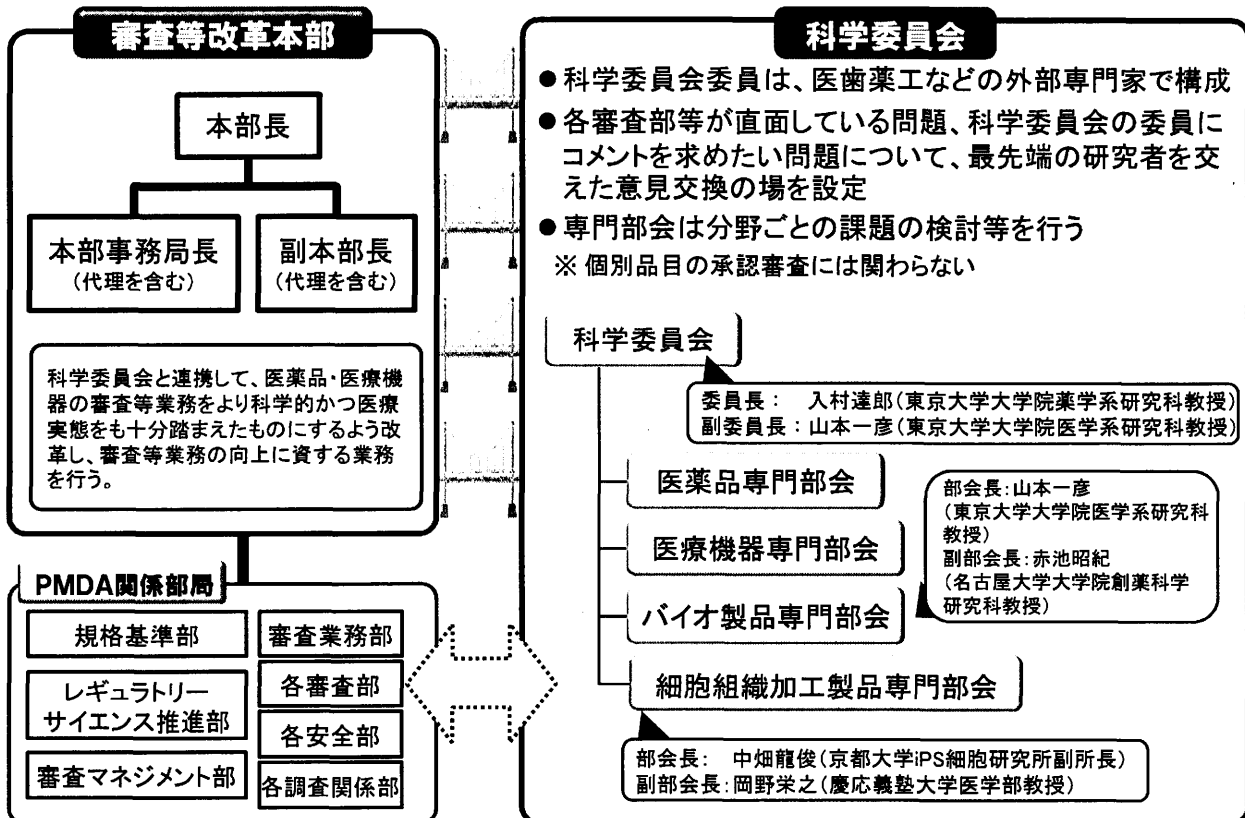 審査等改革本部
本部長
本部事務局長
(代理を含む)
副本部長
(代理を含む)
科学委員会と連携して、医薬品・医療機
器の審査等業務をより科学的かつ医療
実態をも十分踏まえたものにするよう改
革し、審査等業務の向上に資する業務
を行う。
PMDA関係部局
規格基準部
レギュラトリー
サイエンス推進部
審査マネジメント部
審査業務部
各審査部
各安全部
各調査関係部
科学委員会
●科学委員会委員は、医歯薬工などの外部専門家で構成
●各審査部等が直面している問題、科学委員会の委員に
コメントを求めたい問題について、最先端の研究者を交
えた意見交換の場を設定
●専門部会は分野ごとの課題の検討等を行う
※ 個別品目の承認審査には関わらない
科学委員会
委員長: 入村達郎(東京大学大学院薬学系研究科教授)
副委員長:山本一彦(東京大学大学院医学系研究科教授)
医薬品専門部会
医療機器専門部会
バイオ製品専門部会
部会長:山本一彦
(東京大学大学院医学系研究科
教授)
副部会長:赤池昭紀
(名古屋大学大学院創薬科学
研究科教授)
細胞組織加工製品専門部会
部会長: 中畑龍俊(京都大学iPS細胞研究所副所長)
副部会長:岡野栄之(慶応義塾大学医学部教授)